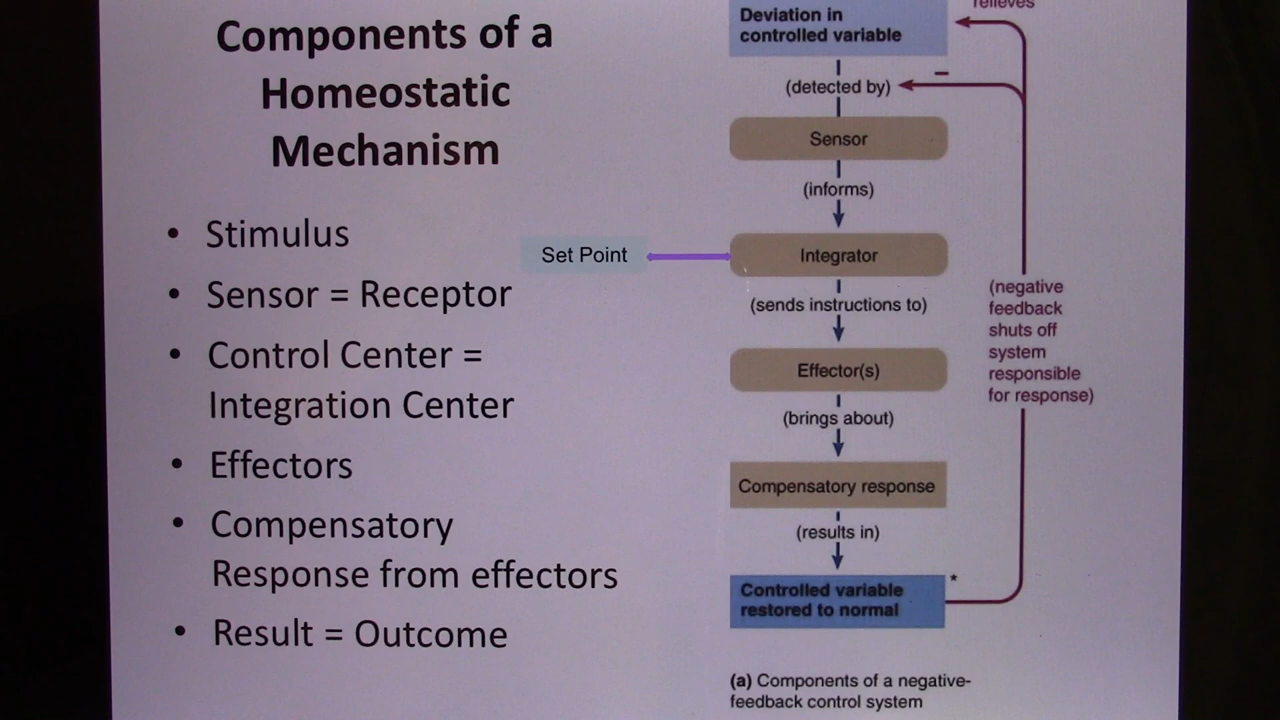 Components of a
Homeostatic
Mechanism
• Stimulus
• Sensor = Receptor
• Control Center =
Integration Center
• Effectors
• Compensatory
Response from effectors
• Result = Outcome
Set Point
relieves
Deviation in
controlled variable
–
(detected by)
Sensor
(informs)
Integrator
(sends instructions to)
Effector(s)
(brings about)
Compensatory response
(results in)
Controlled variable
restored to normal
*
(negative
feedback
shuts off
system
responsible
for response)
(a) Components of a negative-
feedback control system